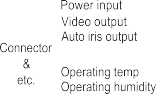 Power input
Video output
Auto iris output
Connector
&
etc.
Operating temp
Operating humidity